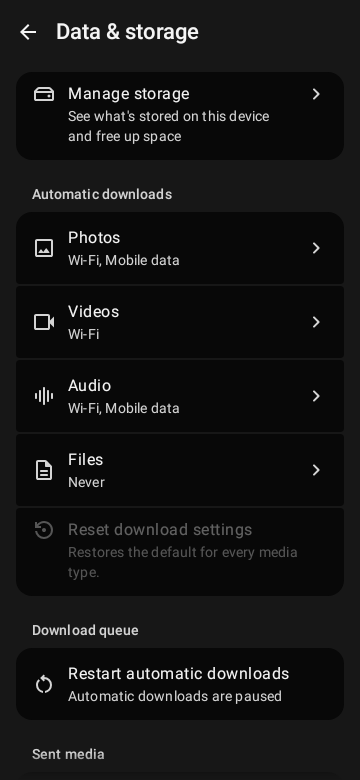 Data & storage
Manage storage
See what's stored on this device
and free up space
Automatic downloads
Photos
Wi-Fi, Mobile data
Videos
Wi-Fi
Audio
Wi-Fi, Mobile data
Files
Never
Reset download settings
Restores the default for every media
type.
Download queue
Restart automatic downloads
Automatic downloads are paused
Sent media